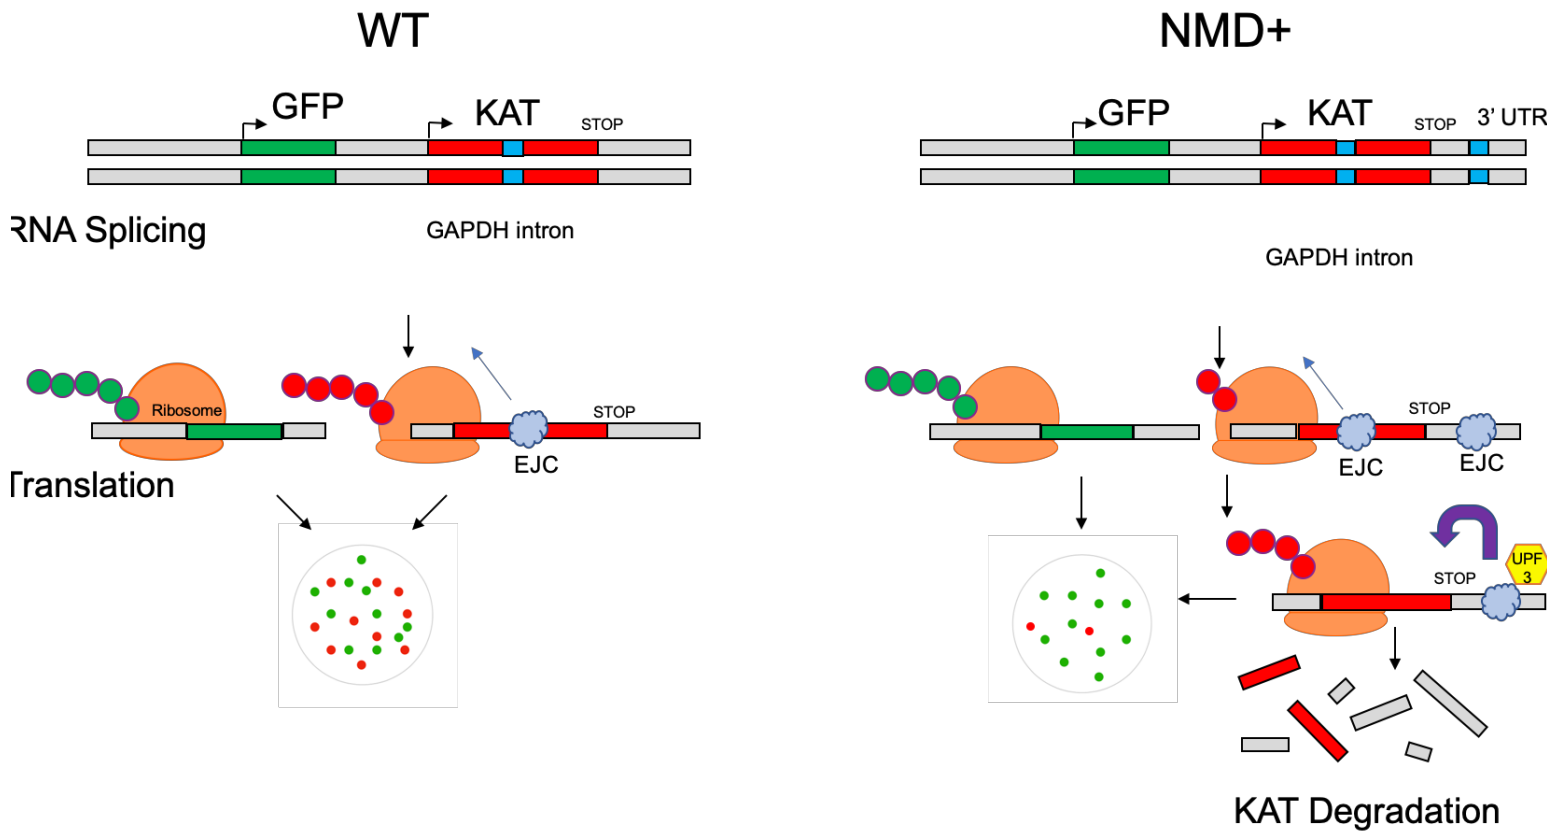 WT
NMD+
GFP
KAT
STOP
GFP
KAT
STOP
3' UTR
RNA Splicing
GAPDH intron
GAPDH intron
Ribosome
STOP
EJC
STOP
EJC
EJC
Translation
UPF
3
STOP
KAT Degradation